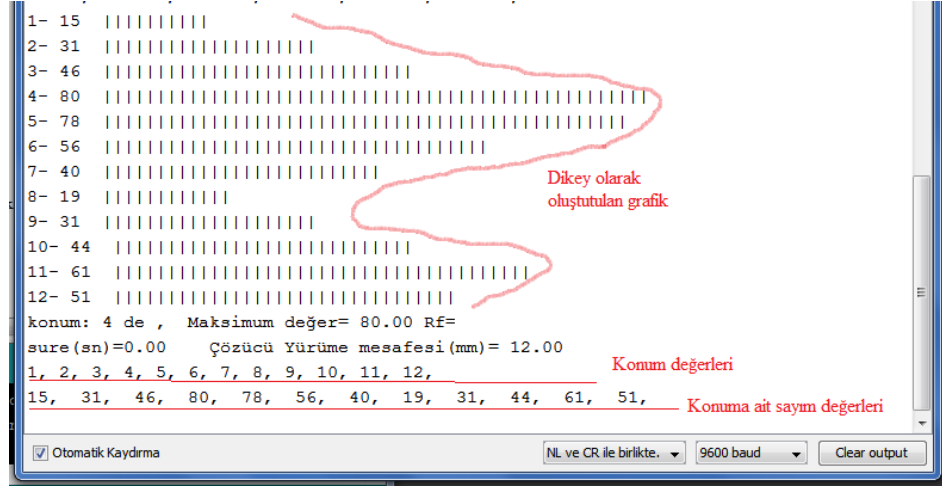 1- 15 ||||||||||
2- 31 ||||||||||||||||||||
3- 46 |||||||||||||||||||||||||||||
4- 80 |||||||||||||||||||||||||||||||||||||||||||||||||||
5- 78 |||||||||||||||||||||||||||||||||||||||||||||||||
6- 56 ||||||||||||||||||||||||||||||||||||
7- 40 ||||||||||||||||||||||||||
8- 19 ||||||||||||
9- 31 ||||||||||||||||||||
10- 44 ||||||||||||||||||||||||||||
11- 61 |||||||||||||||||||||||||||||||||||||||
12- 51 ||||||||||||||||||||||||||||||||
Dikey olarak
oluştutulan grafik
konum: 4 de , Maksimum değer= 80.00 Rf=
sure(sn)=0.00 Çözücü Yürüme mesafesi(mm)= 12.00
1, 2, 3, 4, 5, 6, 7, 8, 9, 10, 11, 12,
Konum değerleri
15, 31, 46, 80, 78, 56, 40, 19, 31, 44, 61, 51,
Konuma ait sayım değerleri
Otomatik Kaydırma
NL ve CR ile birlikte.
9600 baud
Clear output